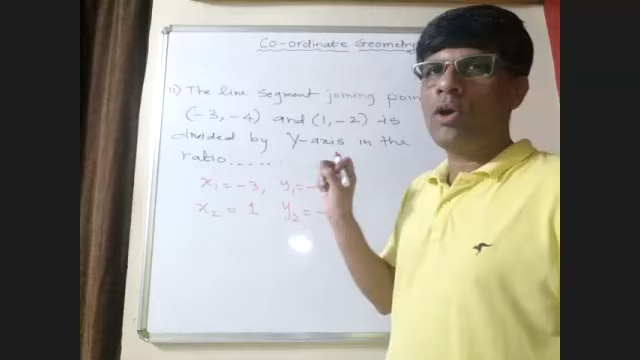 Co-ordinate Geometry
11) The line segment joining
(-3, -4) and (1, -2) is
divided by Y-axis in the
ratio......
x₁ = -3, y₁ = -
x₂ = 1 y₂ = -